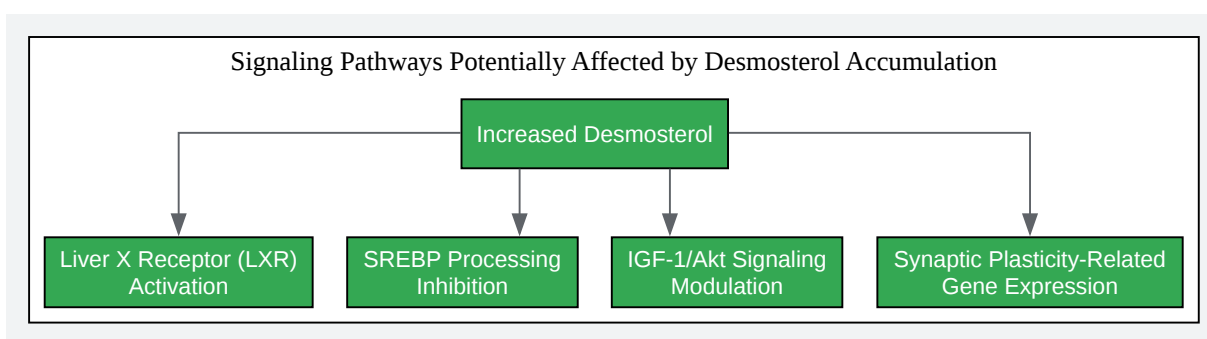 Signaling Pathways Potentially Affected by Desmosterol Accumulation
Increased Desmosterol
Liver X Receptor (LXR)
Activation
SREBP Processing
Inhibition
IGF-1/Akt Signaling
Modulation
Synaptic Plasticity-Related
Gene Expression